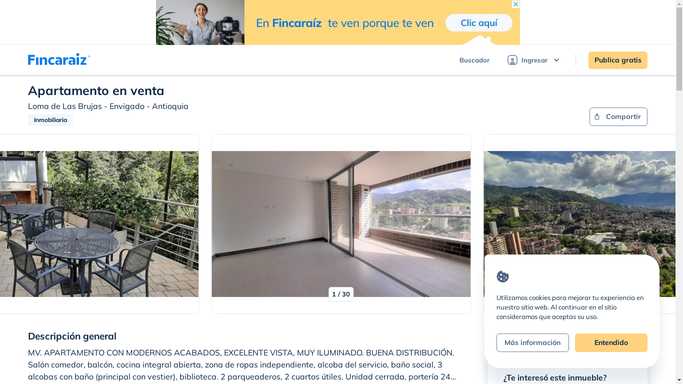 En Fincaraíz te ven porque te ven
Clic aquí
Fincaraiz
Buscador
Ingresar
Publica gratis
Apartamento en venta
Loma de Las Brujas - Envigado - Antioquia
Inmobiliaria
Compartir
1 / 30
Utilizamos cookies para mejorar tu experiencia en
nuestro sitio web. Al continuar en el sitio
consideramos que aceptas su uso.
Más información
Entendido
Descripción general
MV. APARTAMENTO CON MODERNOS ACABADOS, EXCELENTE VISTA, MUY ILUMINADO. BUENA DISTRIBUCIÓN.
Salón comedor, balcón, cocina integral abierta, zona de ropas independiente, alcoba del servicio, baño social, 3
alcobas con baño (principal con vestier), biblioteca. 2 parqueaderos, 2 cuartos útiles. Unidad cerrada, portería 24...
¿Te interesó este inmueble?